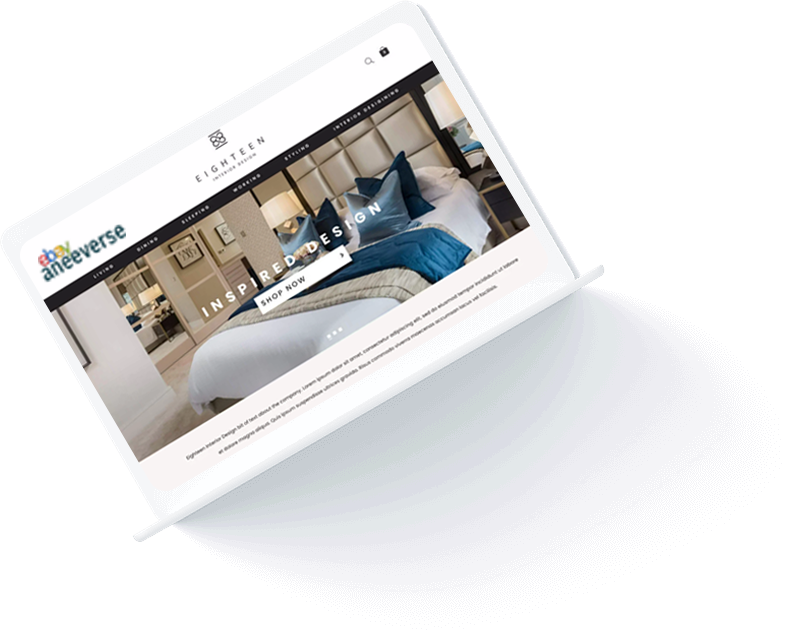 ebay
aneeverse
EIGHTEEN
INTERIOR DESIGN
LIVING
DINING
SLEEPING
WORKING
STYLING
INTERIOR DESIGINING
INSPIRED DESIGN
SHOP NOW
Eighteen Interior Design bit of text about the company. Lorem ipsum dolor sit amet, consectetur adipiscing elit, sed do eiusmod tempor incididunt ut labore
et dolore magna aliqua. Quis ipsum suspendisse ultrices gravida. Risus commodo viverra maecenas accumsan lacus vel facilisis.